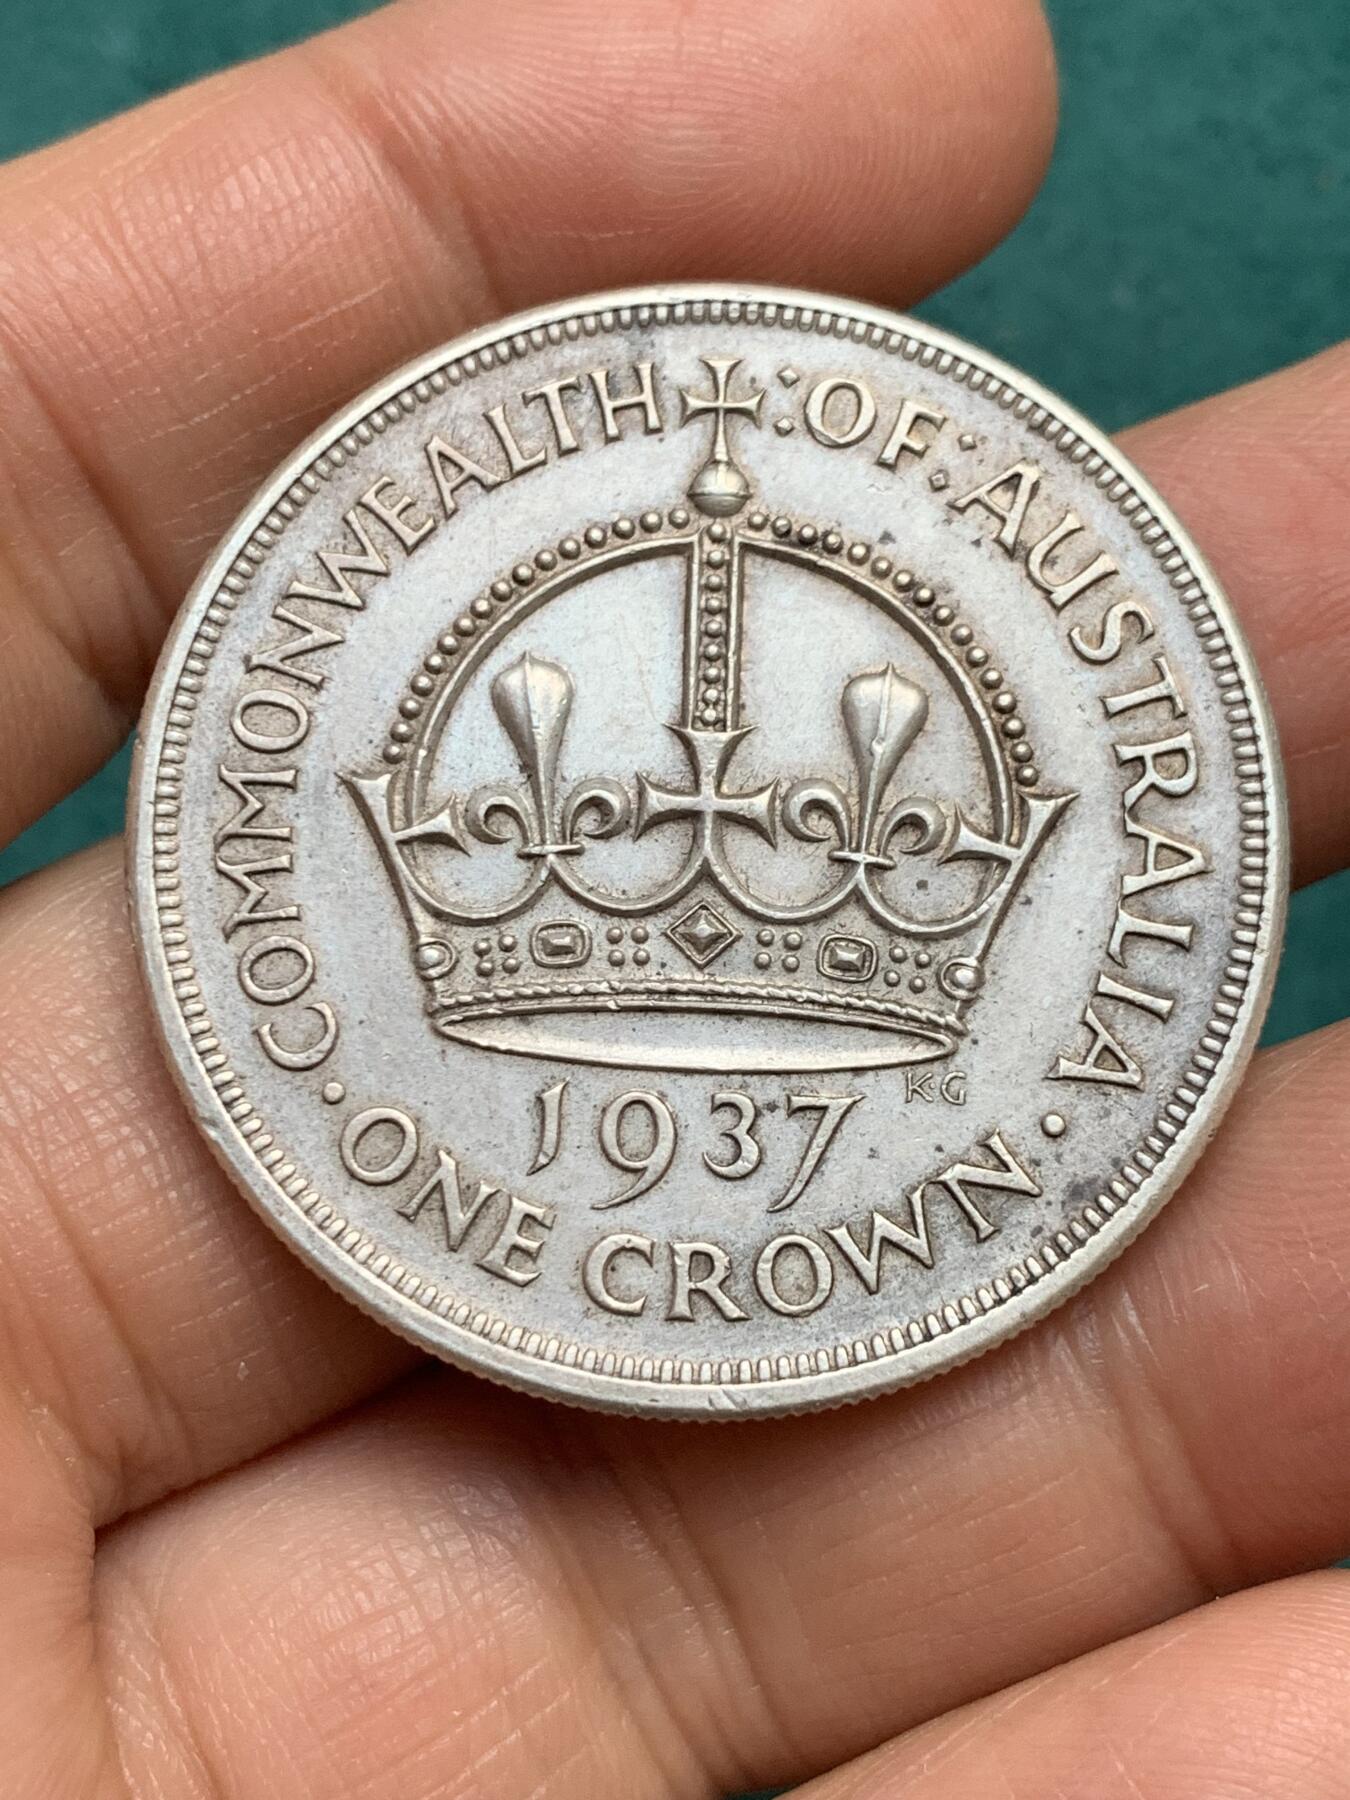 COMMONWEALTH : OF : AUSTRALIA
1937
K·G
· ONE CROWN ·